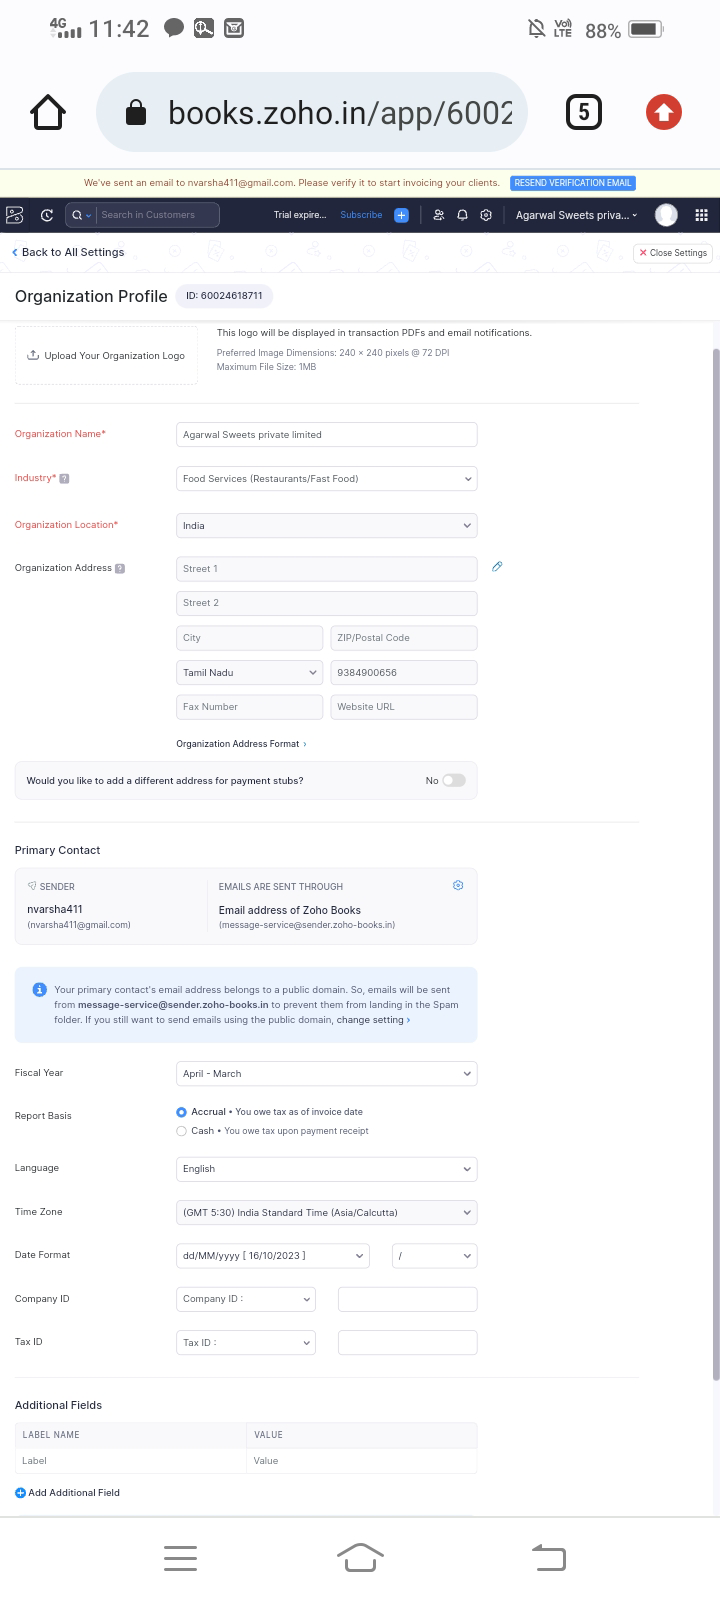 4G 11:42 Vo) LTE 88%
books.zoho.in/app/6002 5
We've sent an email to nvarsha411@gmail.com. Please verify it to start invoicing your clients. RESEND VERIFICATION EMAIL
Search in Customers Trial expire... Subscribe Agarwal Sweets priva...
Back to All Settings Close Settings
Organization Profile ID: 60024618711
This logo will be displayed in transaction PDFs and email notifications.
Upload Your Organization Logo
Preferred Image Dimensions: 240 × 240 pixels @ 72 DPI
Maximum File Size: 1MB
Organization Name* Agarwal Sweets private limited
Industry* ? Food Services (Restaurants/Fast Food)
Organization Location* India
Organization Address ? Street 1
Street 2
City ZIP/Postal Code
Tamil Nadu 9384900656
Fax Number Website URL
Organization Address Format ›
Would you like to add a different address for payment stubs? No
Primary Contact
SENDER EMAILS ARE SENT THROUGH
nvarsha411 Email address of Zoho Books
(nvarsha411@gmail.com) (message-service@sender.zoho-books.in)
Your primary contact's email address belongs to a public domain. So, emails will be sent
from message-service@sender.zoho-books.in to prevent them from landing in the Spam
folder. If you still want to send emails using the public domain, change setting ›
Fiscal Year April - March
Report Basis Accrual • You owe tax as of invoice date
Cash • You owe tax upon payment receipt
Language English
Time Zone (GMT 5:30) India Standard Time (Asia/Calcutta)
Date Format dd/MM/yyyy [ 16/10/2023 ] /
Company ID Company ID :
Tax ID Tax ID :
Additional Fields
LABEL NAME VALUE
Label Value
Add Additional Field